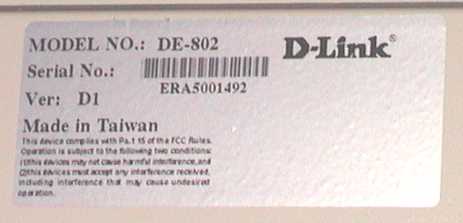 MODEL NO.: DE-802
D-Link®
Serial No.:
ERA5001492
Ver: D1
Made in Taiwan
This device complies with Pa.t 15 of the FCC Rules.
Operation is subject to the following two conditions:
(1)this devices may not cause harmful interference,and
(2)this devices must accept any interference received,
including interference that may cause undesired
operation.